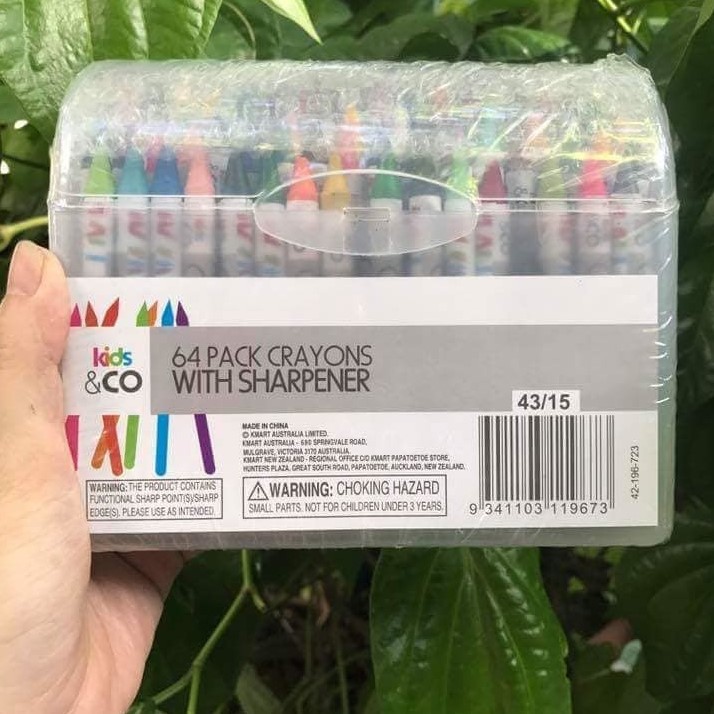 kids
&CO
64 PACK CRAYONS
WITH SHARPENER
43/15
MADE IN CHINA
© KMART AUSTRALIA LIMITED.
KMART AUSTRALIA - 690 SPRINGVALE ROAD,
MULGRAVE, VICTORIA 3170 AUSTRALIA.
KMART NEW ZEALAND - REGIONAL OFFICE C/O KMART PAPATOETOE STORE,
HUNTERS PLAZA, GREAT SOUTH ROAD, PAPATOETOE, AUCKLAND, NEW ZEALAND.
WARNING: THE PRODUCT CONTAINS
FUNCTIONAL SHARP POINT(S)/SHARP
EDGE(S). PLEASE USE AS INTENDED.
WARNING: CHOKING HAZARD
SMALL PARTS. NOT FOR CHILDREN UNDER 3 YEARS.
9 341103 119673
42-196-723